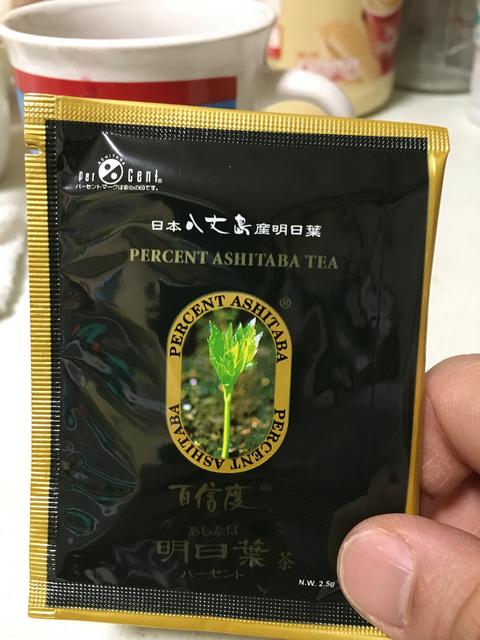 ASHITABA
Per Cent®
パーセントマークは安心の印です。
日本八丈島産明日葉
PERCENT ASHITABA TEA
PERCENT ASHITABA ®
PERCENT ASHITABA
百信度®
あしたば
明日葉茶
パーセント
N.W. 2.5g